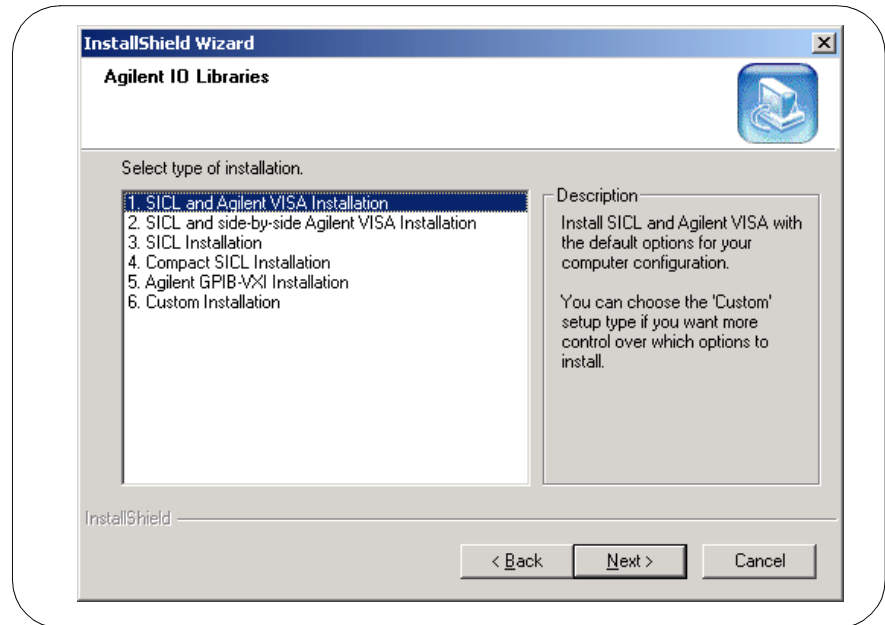 InstallShield Wizard
Agilent IO Libraries
Select type of installation.
1. SICL and Agilent VISA Installation
2. SICL and side-by-side Agilent VISA Installation
3. SICL Installation
4. Compact SICL Installation
5. Agilent GPIB-VXI Installation
6. Custom Installation
Description
Install SICL and Agilent VISA with
the default options for your
computer configuration.
You can choose the 'Custom'
setup type if you want more
control over which options to
install.
InstallShield
< Back
Next >
Cancel